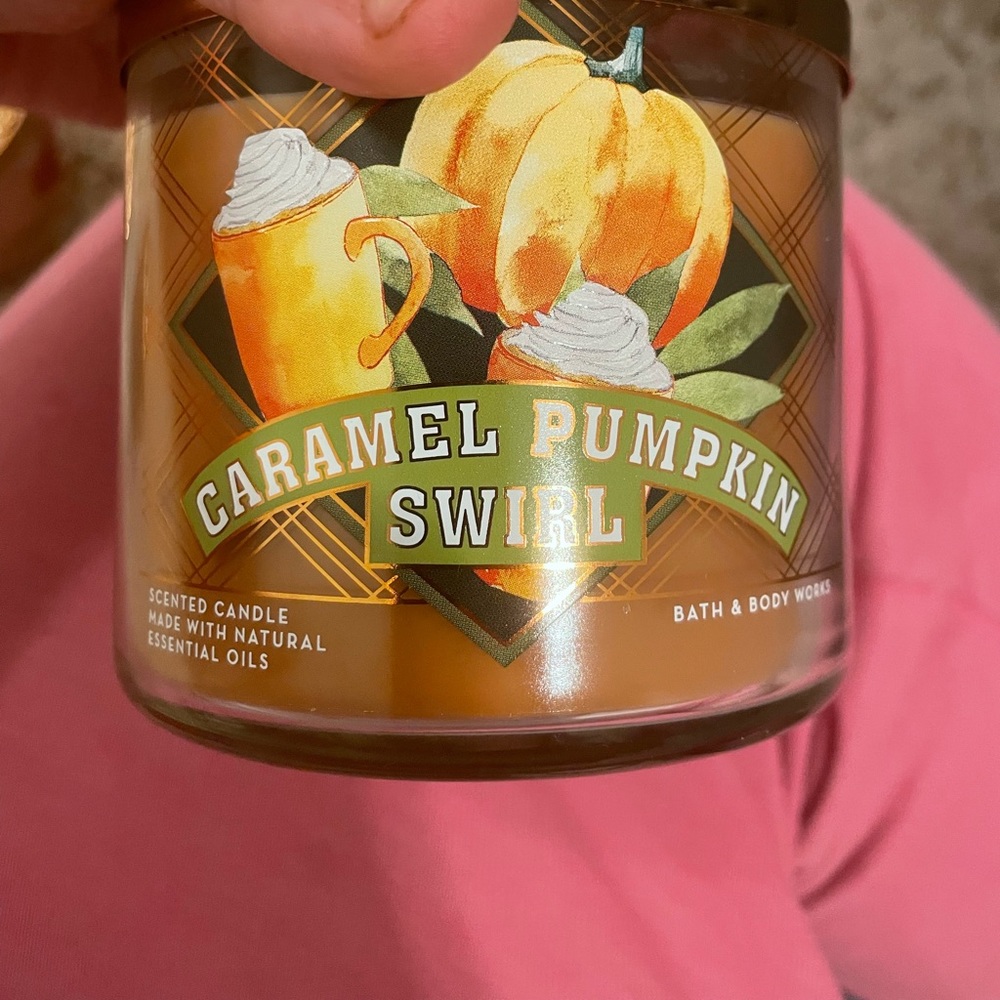 CARAMEL PUMPKIN
SWIRL
SCENTED CANDLE
MADE WITH NATURAL
ESSENTIAL OILS
BATH & BODY WORKS